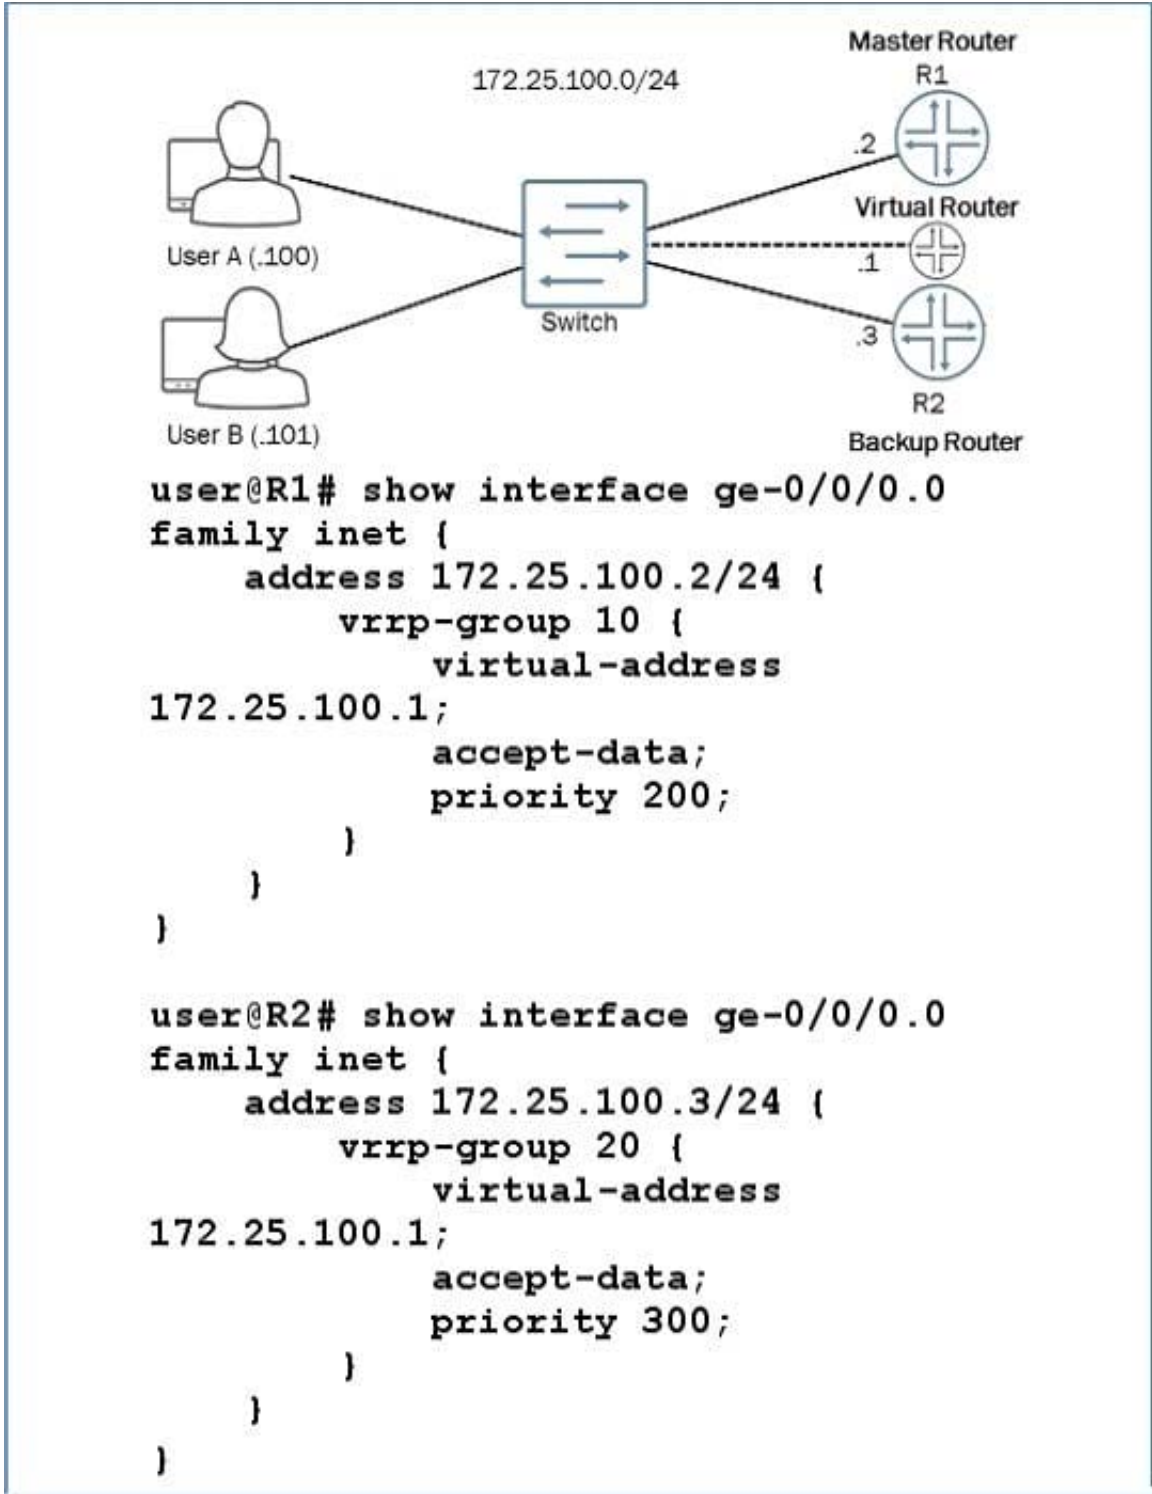 Master Router
R1
172.25.100.0/24
.2
Virtual Router
.1
User A (.100)
Switch
.3
R2
User B (.101)
Backup Router
user@R1# show interface ge-0/0/0.0
family inet {
address 172.25.100.2/24 {
vrrp-group 10 {
virtual-address
172.25.100.1;
accept-data;
priority 200;
}
}
}
user@R2# show interface ge-0/0/0.0
family inet {
address 172.25.100.3/24 {
vrrp-group 20 {
virtual-address
172.25.100.1;
accept-data;
priority 300;
}
}
}